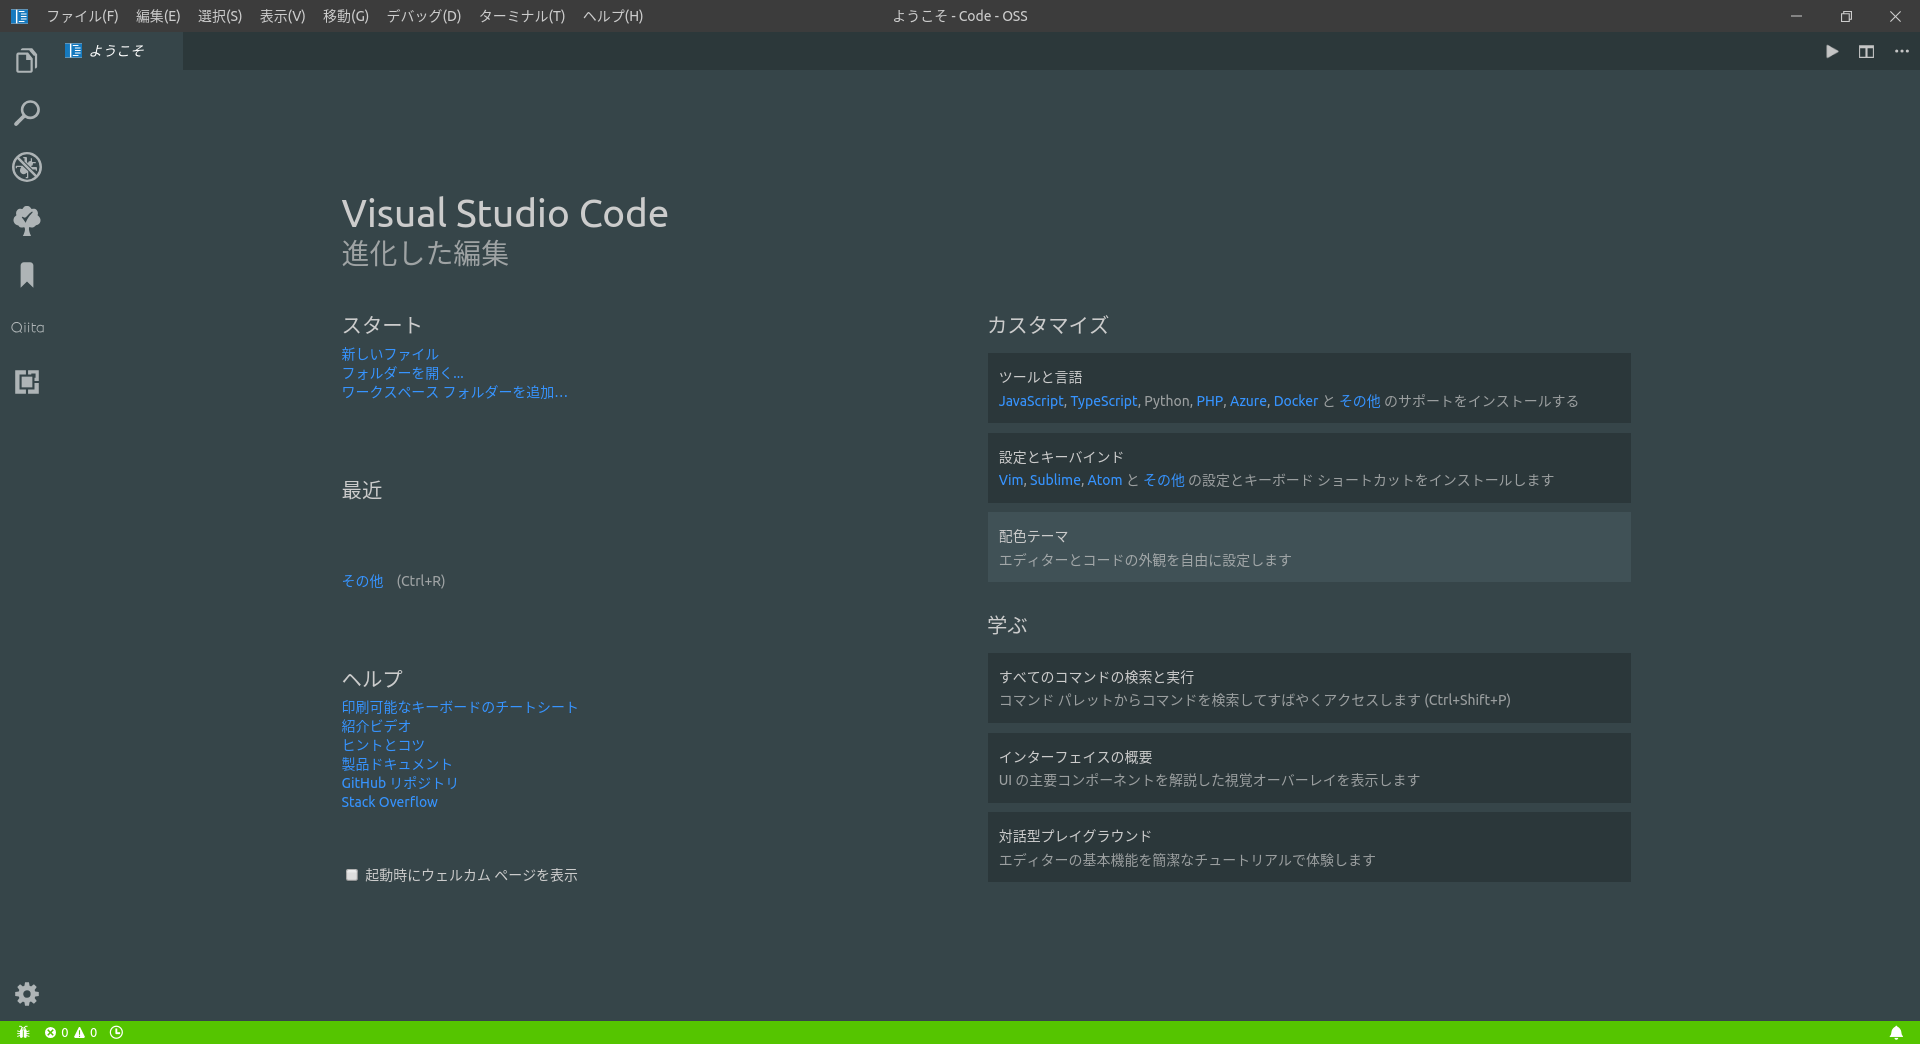 ファイル(F) 編集(E) 選択(S) 表示(V) 移動(G) デバッグ(D) ターミナル(T) ヘルプ(H)
ようこそ - Code - OSS
ようこそ
Qiita
Visual Studio Code
進化した編集
スタート
新しいファイル
フォルダーを開く...
ワークスペース フォルダーを追加...
最近
その他 (Ctrl+R)
ヘルプ
印刷可能なキーボードのチートシート
紹介ビデオ
ヒントとコツ
製品ドキュメント
GitHub リポジトリ
Stack Overflow
起動時にウェルカム ページを表示
カスタマイズ
ツールと言語
JavaScript, TypeScript, Python, PHP, Azure, Docker と その他 のサポートをインストールする
設定とキーバインド
Vim, Sublime, Atom と その他 の設定とキーボード ショートカットをインストールします
配色テーマ
エディターとコードの外観を自由に設定します
学ぶ
すべてのコマンドの検索と実行
コマンド パレットからコマンドを検索してすばやくアクセスします (Ctrl+Shift+P)
インターフェイスの概要
UI の主要コンポーネントを解説した視覚オーバーレイを表示します
対話型プレイグラウンド
エディターの基本機能を簡潔なチュートリアルで体験します
0 0